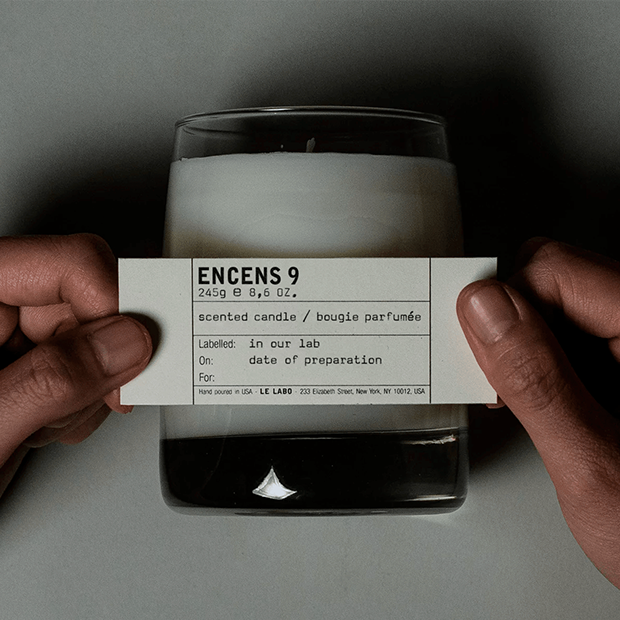 ENCENS 9
245g e 8,6 OZ.
scented candle / bougie parfumée
Labelled: in our lab
On: date of preparation
For:
Hand poured in USA · LE LABO · 233 Elizabeth Street, New York, NY 10012, USA